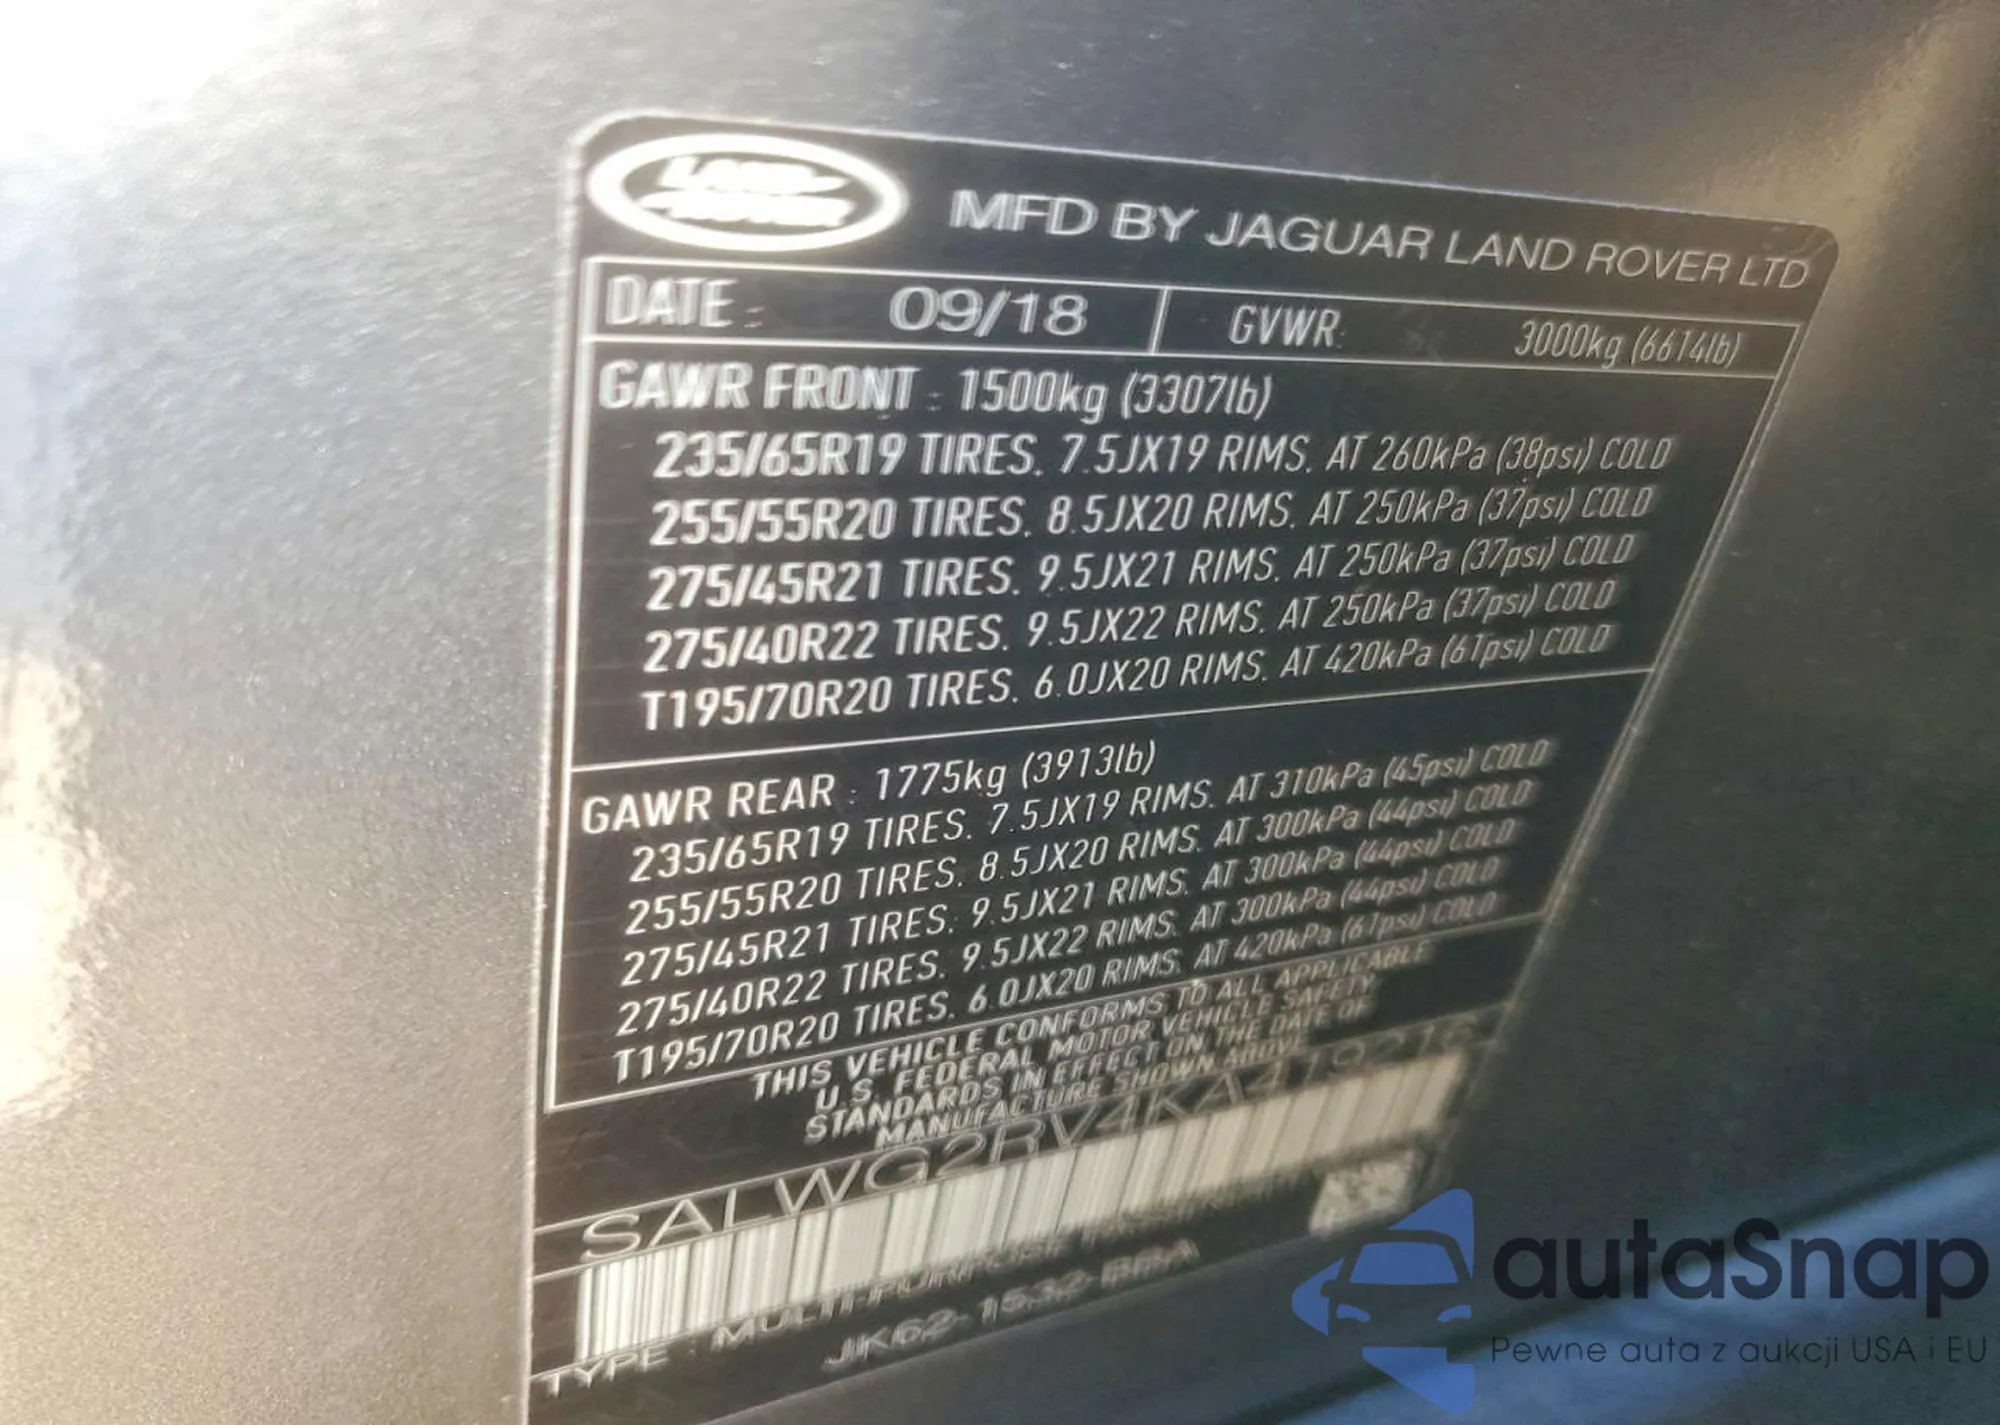 LAND ROVER
MFD BY JAGUAR LAND ROVER LTD
DATE : 09/18 GVWR: 3000kg (6614lb)
GAWR FRONT : 1500kg (3307lb)
235/65R19 TIRES. 7.5JX19 RIMS. AT 260kPa (38psi) COLD
255/55R20 TIRES. 8.5JX20 RIMS. AT 250kPa (37psi) COLD
275/45R21 TIRES. 9.5JX21 RIMS. AT 250kPa (37psi) COLD
275/40R22 TIRES. 9.5JX22 RIMS. AT 250kPa (37psi) COLD
T195/70R20 TIRES. 6.0JX20 RIMS. AT 420kPa (61psi) COLD
GAWR REAR : 1775kg (3913lb)
235/65R19 TIRES. 7.5JX19 RIMS. AT 310kPa (45psi) COLD
255/55R20 TIRES. 8.5JX20 RIMS. AT 300kPa (44psi) COLD
275/45R21 TIRES. 9.5JX21 RIMS. AT 300kPa (44psi) COLD
275/40R22 TIRES. 9.5JX22 RIMS. AT 300kPa (44psi) COLD
T195/70R20 TIRES. 6.0JX20 RIMS. AT 420kPa (61psi) COLD
THIS VEHICLE CONFORMS TO ALL APPLICABLE
U.S. FEDERAL MOTOR VEHICLE SAFETY
STANDARDS IN EFFECT ON THE DATE OF
MANUFACTURE SHOWN ABOVE
SALWG2RV4KA419216
TYPE : MULTI-PURPOSE
JK62-1532-BBA
autaSnap
Pewne auta z aukcji USA i EU